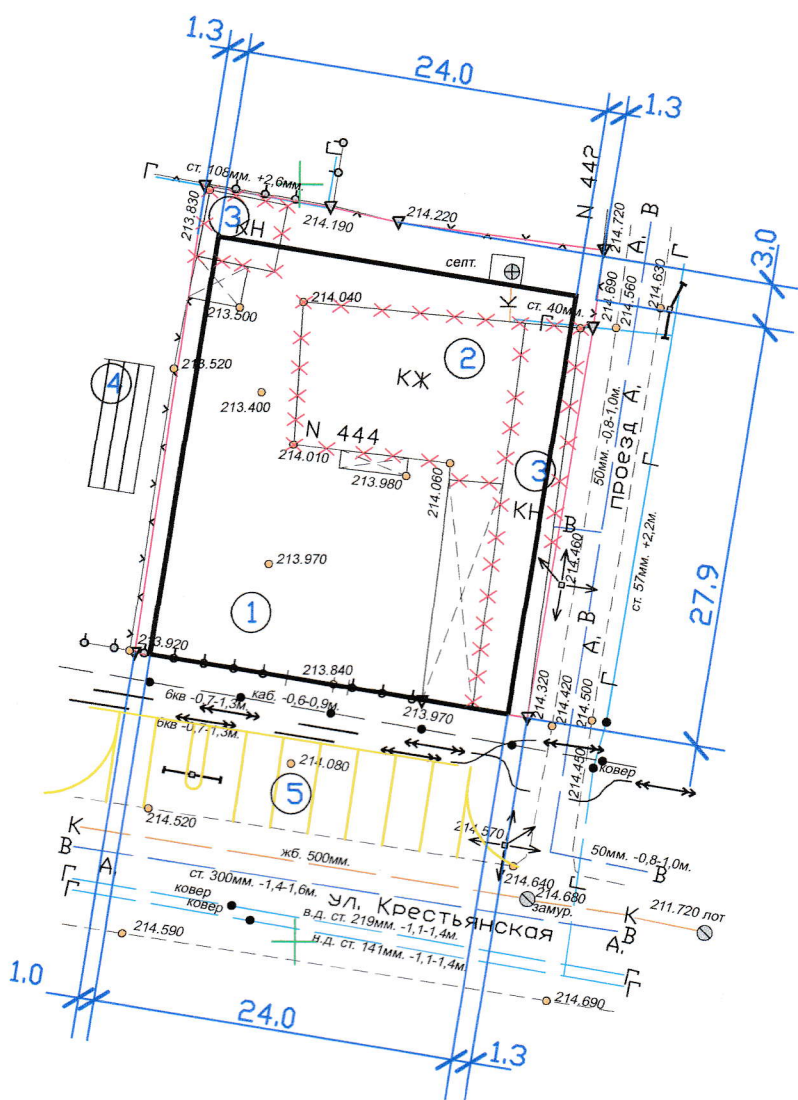 1.3
24.0
1.3
N 442
Г
Г
ст. 108мм. +2,6мм.
213.830
3
КН
214.190
214.220
214.720
А,
В
Г
3.0
214.690
214.560
214.630
септ.
К
ст. 40мм.
Г
214.040
213.500
213.520
4
213.400
2
КЖ
N 444
214.010
213.980
214.060
3
КН
В
214.460
50мм. -0,8-1,0м.
ПРОЕЗД А,
Г
ст. 57мм. +2,2м.
27.9
213.970
1
А, В
Г
213.920
213.840
213.970
214.320
214.420
214.500
6кв -0,7-1,3м.
каб. -0,6-0,9м.
6кв -0,7-1,3м.
214.080
5
214.450
ковер
214.520
214.570
К
жб. 500мм.
50мм. -0,8-1,0м.
В
В
А,
ст. 300мм. -1,4-1,6м.
214.640
214.680
замур.
Г
К
211.720 лот
Г
Г
ковер
ковер
УЛ. Крестьянская
В
А,
в.д. ст. 219мм. -1,1-1,4м.
н.д. ст. 141мм. -1,1-1,4м.
Г
Г
214.590
214.690
1.0
24.0
1.3